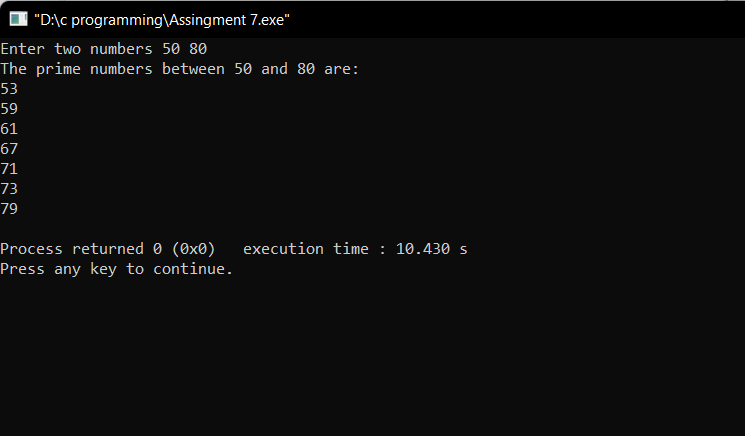 "D:\c programming\Assingment 7.exe"
Enter two numbers 50 80
The prime numbers between 50 and 80 are:
53
59
61
67
71
73
79
Process returned 0 (0x0)   execution time : 10.430 s
Press any key to continue.